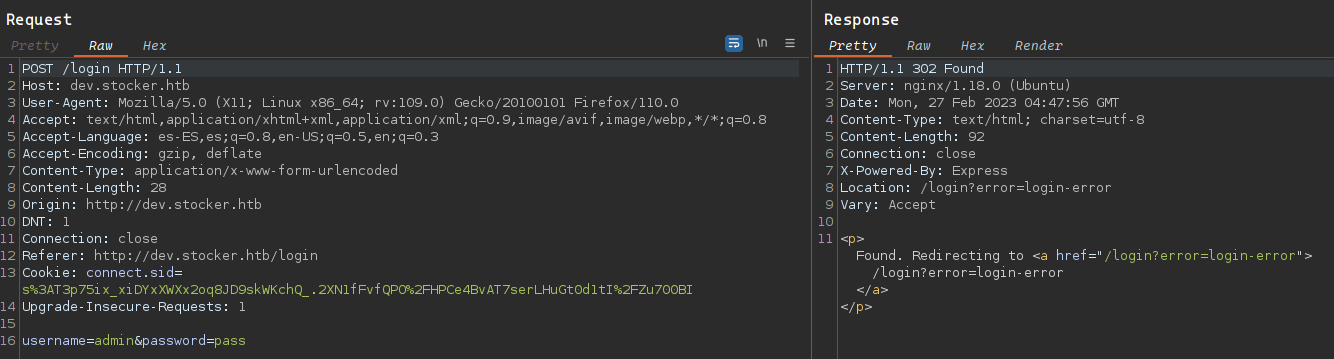 Request
Pretty Raw Hex \n
1 POST /login HTTP/1.1
2 Host: dev.stocker.htb
3 User-Agent: Mozilla/5.0 (X11; Linux x86_64; rv:109.0) Gecko/20100101 Firefox/110.0
4 Accept: text/html,application/xhtml+xml,application/xml;q=0.9,image/avif,image/webp,*/*;q=0.8
5 Accept-Language: es-ES,es;q=0.8,en-US;q=0.5,en;q=0.3
6 Accept-Encoding: gzip, deflate
7 Content-Type: application/x-www-form-urlencoded
8 Content-Length: 28
9 Origin: http://dev.stocker.htb
10 DNT: 1
11 Connection: close
12 Referer: http://dev.stocker.htb/login
13 Cookie: connect.sid=
s%3AT3p75ix_xiDYxXWXx2oq8JD9skWKchQ_.2XN1fFvfQPO%2FHPCe4BvAT7serLHuGtOd1tI%2FZu7OOBI
14 Upgrade-Insecure-Requests: 1
15
16 username=admin&password=pass
Response
Pretty Raw Hex Render
1 HTTP/1.1 302 Found
2 Server: nginx/1.18.0 (Ubuntu)
3 Date: Mon, 27 Feb 2023 04:47:56 GMT
4 Content-Type: text/html; charset=utf-8
5 Content-Length: 92
6 Connection: close
7 X-Powered-By: Express
8 Location: /login?error=login-error
9 Vary: Accept
10
11 <p>
Found. Redirecting to <a href="/login?error=login-error">
/login?error=login-error
</a>
</p>